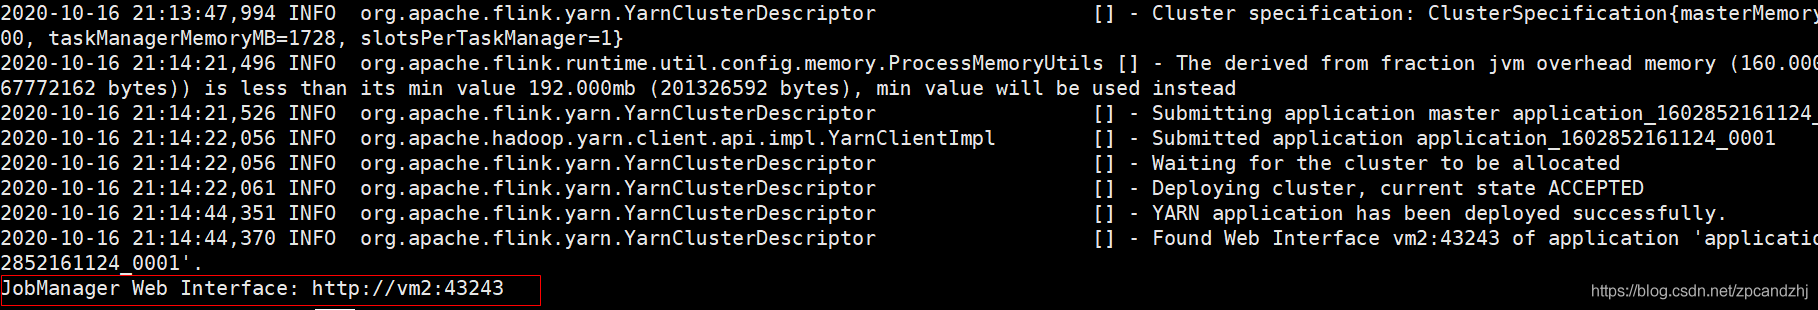 2020-10-16 21:13:47,994 INFO  org.apache.flink.yarn.YarnClusterDescriptor                  [] - Cluster specification: ClusterSpecification{masterMemory
00, taskManagerMemoryMB=1728, slotsPerTaskManager=1}
2020-10-16 21:14:21,496 INFO  org.apache.flink.runtime.util.config.memory.ProcessMemoryUtils [] - The derived from fraction jvm overhead memory (160.000
67772162 bytes)) is less than its min value 192.000mb (201326592 bytes), min value will be used instead
2020-10-16 21:14:21,526 INFO  org.apache.flink.yarn.YarnClusterDescriptor                  [] - Submitting application master application_1602852161124_
2020-10-16 21:14:22,056 INFO  org.apache.hadoop.yarn.client.api.impl.YarnClientImpl        [] - Submitted application application_1602852161124_0001
2020-10-16 21:14:22,056 INFO  org.apache.flink.yarn.YarnClusterDescriptor                  [] - Waiting for the cluster to be allocated
2020-10-16 21:14:22,061 INFO  org.apache.flink.yarn.YarnClusterDescriptor                  [] - Deploying cluster, current state ACCEPTED
2020-10-16 21:14:44,351 INFO  org.apache.flink.yarn.YarnClusterDescriptor                  [] - YARN application has been deployed successfully.
2020-10-16 21:14:44,370 INFO  org.apache.flink.yarn.YarnClusterDescriptor                  [] - Found Web Interface vm2:43243 of application 'applicatio
2852161124_0001'.
JobManager Web Interface: http://vm2:43243
https://blog.csdn.net/zpcandzhj